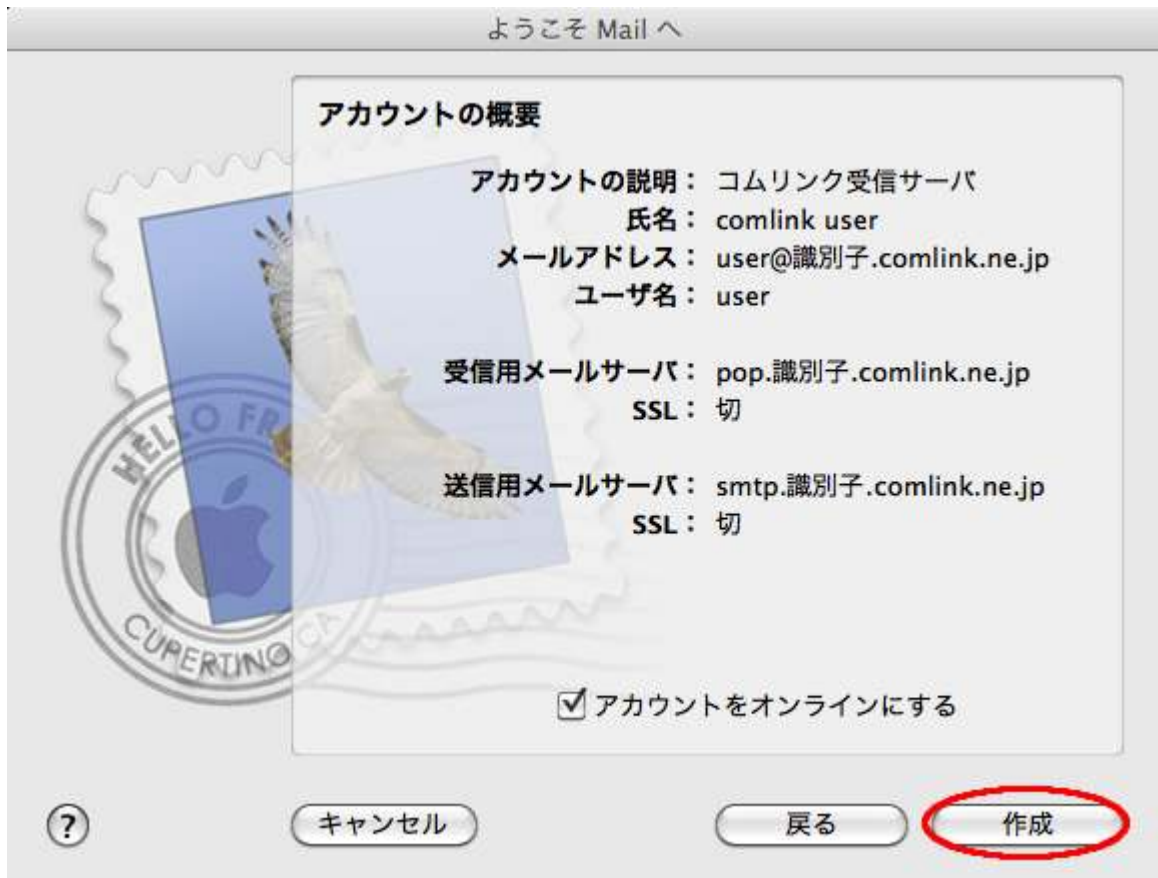 ようこそ Mail へ
アカウントの概要
アカウントの説明： コムリンク受信サーバ
氏名： comlink user
メールアドレス： user@識別子.comlink.ne.jp
ユーザ名： user
受信用メールサーバ： pop.識別子.comlink.ne.jp
SSL： 切
送信用メールサーバ： smtp.識別子.comlink.ne.jp
SSL： 切
HELLO FR
CUPERTINO CA
アカウントをオンラインにする
? キャンセル 戻る 作成